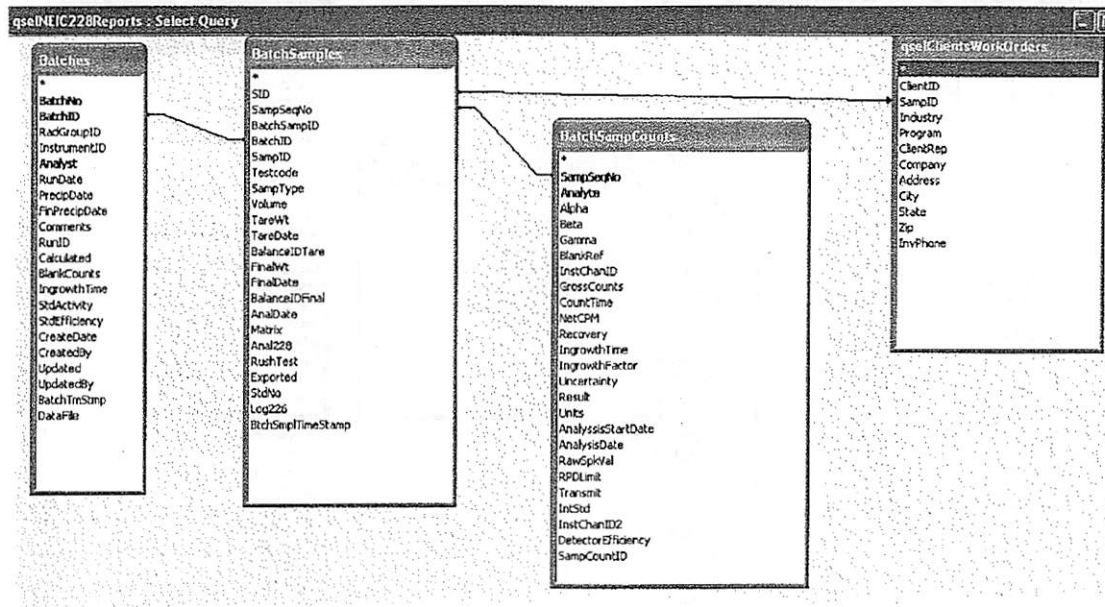 qselNEIC228Reports : Select Query
Batches
*
BatchNo
BatchID
RadGroupID
InstrumentID
Analyst
RunDate
PrecipDate
FinPrecipDate
Comments
RunID
Calculated
BlankCounts
IngrowthTime
StdActivity
StdEfficiency
CreateDate
CreatedBy
Updated
UpdatedBy
BatchTmStmp
DataFile
BatchSamples
*
SID
SampSeqNo
BatchSampID
BatchID
SampID
Testcode
SampType
Volume
TareWt
TareDate
BalanceIDTare
FinalWt
FinalDate
BalanceIDFinal
AnalDate
Matrix
Anal228
RushTest
Exported
StdNo
Log226
BtchSmplTimeStamp
BatchSampCounts
*
SampSeqNo
Analyte
Alpha
Beta
Gamma
BlankRef
InstChanID
GrossCounts
CountTime
NetCPM
Recovery
IngrowthTime
IngrowthFactor
Uncertainty
Result
Units
AnalyssisStartDate
AnalysisDate
RawSpkVal
RPDLimit
Transmit
IntStd
InstChanID2
DetectorEfficiency
SampCountID
qselClientsWorkOrders
*
ClientID
SampID
Industry
Program
ClientRep
Company
Address
City
State
Zip
InvPhone